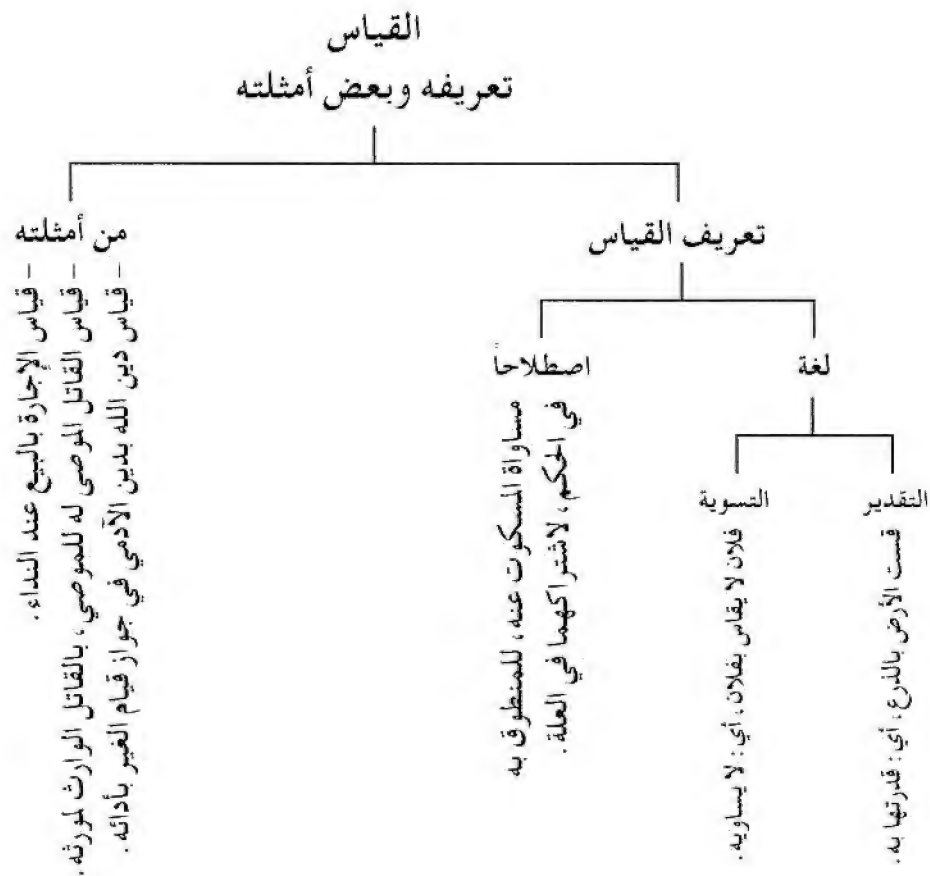 القياس
تعريفه وبعض أمثلته
تعريف القياس
لغة
التقدير
قست الأرض بالذرع، أي: قدرتها به.
التسوية
فلان لا يقاس بفلان، أي: لا يساويه.
اصطلاحاً
مساواة المسكوت عنه، للمنطوق به
في الحكم، لاشتراكهما في العلة.
من أمثلته
– قياس الإجارة بالبيع عند النداء.
– قياس القاتل الموصى له للموصي، بالقاتل الوارث لمورثه.
– قياس دين الله بدين الآدمي في جواز قيام الغير بأدائه.